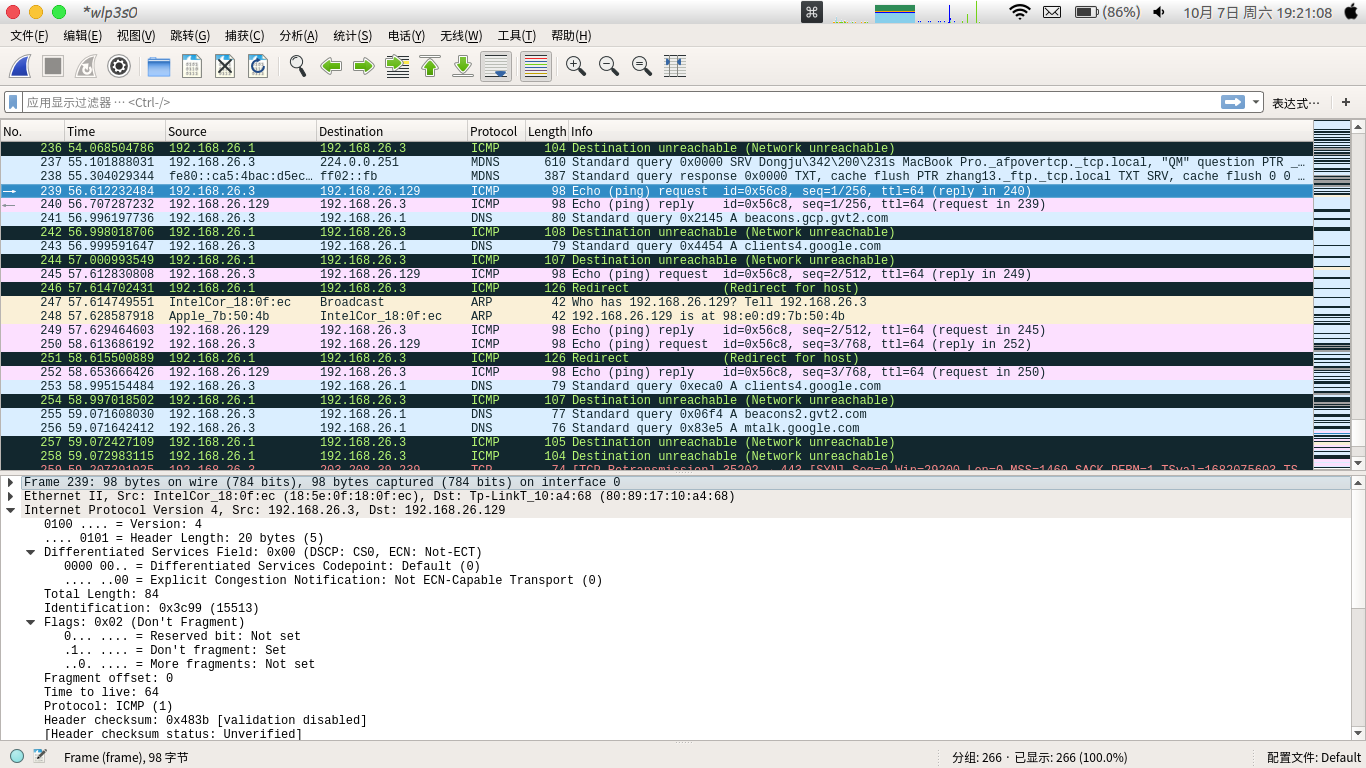 *wlp3s0
(86%)
10月 7日 周六 19:21:08
文件(F) 编辑(E) 视图(V) 跳转(G) 捕获(C) 分析(A) 统计(S) 电话(Y) 无线(W) 工具(T) 帮助(H)
应用显示过滤器 … <Ctrl-/> 表达式… +
No. Time Source Destination Protocol Length Info
236 54.068504786 192.168.26.1 192.168.26.3 ICMP 104 Destination unreachable (Network unreachable)
237 55.101888031 192.168.26.3 224.0.0.251 MDNS 610 Standard query 0x0000 SRV Dongju\342\200\231s MacBook Pro._afpovertcp._tcp.local, "QM" question PTR _…
238 55.304029344 fe80::ca5:4bac:d5ec… ff02::fb MDNS 387 Standard query response 0x0000 TXT, cache flush PTR zhang13._ftp._tcp.local TXT SRV, cache flush 0 0 …
239 56.612232484 192.168.26.3 192.168.26.129 ICMP 98 Echo (ping) request id=0x56c8, seq=1/256, ttl=64 (reply in 240)
240 56.707287232 192.168.26.129 192.168.26.3 ICMP 98 Echo (ping) reply id=0x56c8, seq=1/256, ttl=64 (request in 239)
241 56.996197736 192.168.26.3 192.168.26.1 DNS 80 Standard query 0x2145 A beacons.gcp.gvt2.com
242 56.998018706 192.168.26.1 192.168.26.3 ICMP 108 Destination unreachable (Network unreachable)
243 56.999591647 192.168.26.3 192.168.26.1 DNS 79 Standard query 0x4454 A clients4.google.com
244 57.000993549 192.168.26.1 192.168.26.3 ICMP 107 Destination unreachable (Network unreachable)
245 57.612830808 192.168.26.3 192.168.26.129 ICMP 98 Echo (ping) request id=0x56c8, seq=2/512, ttl=64 (reply in 249)
246 57.614702431 192.168.26.1 192.168.26.3 ICMP 126 Redirect (Redirect for host)
247 57.614749551 IntelCor_18:0f:ec Broadcast ARP 42 Who has 192.168.26.129? Tell 192.168.26.3
248 57.628587918 Apple_7b:50:4b IntelCor_18:0f:ec ARP 42 192.168.26.129 is at 98:e0:d9:7b:50:4b
249 57.629464603 192.168.26.129 192.168.26.3 ICMP 98 Echo (ping) reply id=0x56c8, seq=2/512, ttl=64 (request in 245)
250 58.613686192 192.168.26.3 192.168.26.129 ICMP 98 Echo (ping) request id=0x56c8, seq=3/768, ttl=64 (reply in 252)
251 58.615500889 192.168.26.1 192.168.26.3 ICMP 126 Redirect (Redirect for host)
252 58.653666426 192.168.26.129 192.168.26.3 ICMP 98 Echo (ping) reply id=0x56c8, seq=3/768, ttl=64 (request in 250)
253 58.995154484 192.168.26.3 192.168.26.1 DNS 79 Standard query 0xeca0 A clients4.google.com
254 58.997018502 192.168.26.1 192.168.26.3 ICMP 107 Destination unreachable (Network unreachable)
255 59.071608030 192.168.26.3 192.168.26.1 DNS 77 Standard query 0x06f4 A beacons2.gvt2.com
256 59.071642412 192.168.26.3 192.168.26.1 DNS 76 Standard query 0x83e5 A mtalk.google.com
257 59.072427109 192.168.26.1 192.168.26.3 ICMP 105 Destination unreachable (Network unreachable)
258 59.072983115 192.168.26.1 192.168.26.3 ICMP 104 Destination unreachable (Network unreachable)
Frame 239: 98 bytes on wire (784 bits), 98 bytes captured (784 bits) on interface 0
Ethernet II, Src: IntelCor_18:0f:ec (18:5e:0f:18:0f:ec), Dst: Tp-LinkT_10:a4:68 (80:89:17:10:a4:68)
Internet Protocol Version 4, Src: 192.168.26.3, Dst: 192.168.26.129
0100 .... = Version: 4
.... 0101 = Header Length: 20 bytes (5)
Differentiated Services Field: 0x00 (DSCP: CS0, ECN: Not-ECT)
0000 00.. = Differentiated Services Codepoint: Default (0)
.... ..00 = Explicit Congestion Notification: Not ECN-Capable Transport (0)
Total Length: 84
Identification: 0x3c99 (15513)
Flags: 0x02 (Don't Fragment)
0... .... = Reserved bit: Not set
.1.. .... = Don't fragment: Set
..0. .... = More fragments: Not set
Fragment offset: 0
Time to live: 64
Protocol: ICMP (1)
Header checksum: 0x483b [validation disabled]
[Header checksum status: Unverified]
Frame (frame), 98 字节 分组: 266 · 已显示: 266 (100.0%) 配置文件: Default